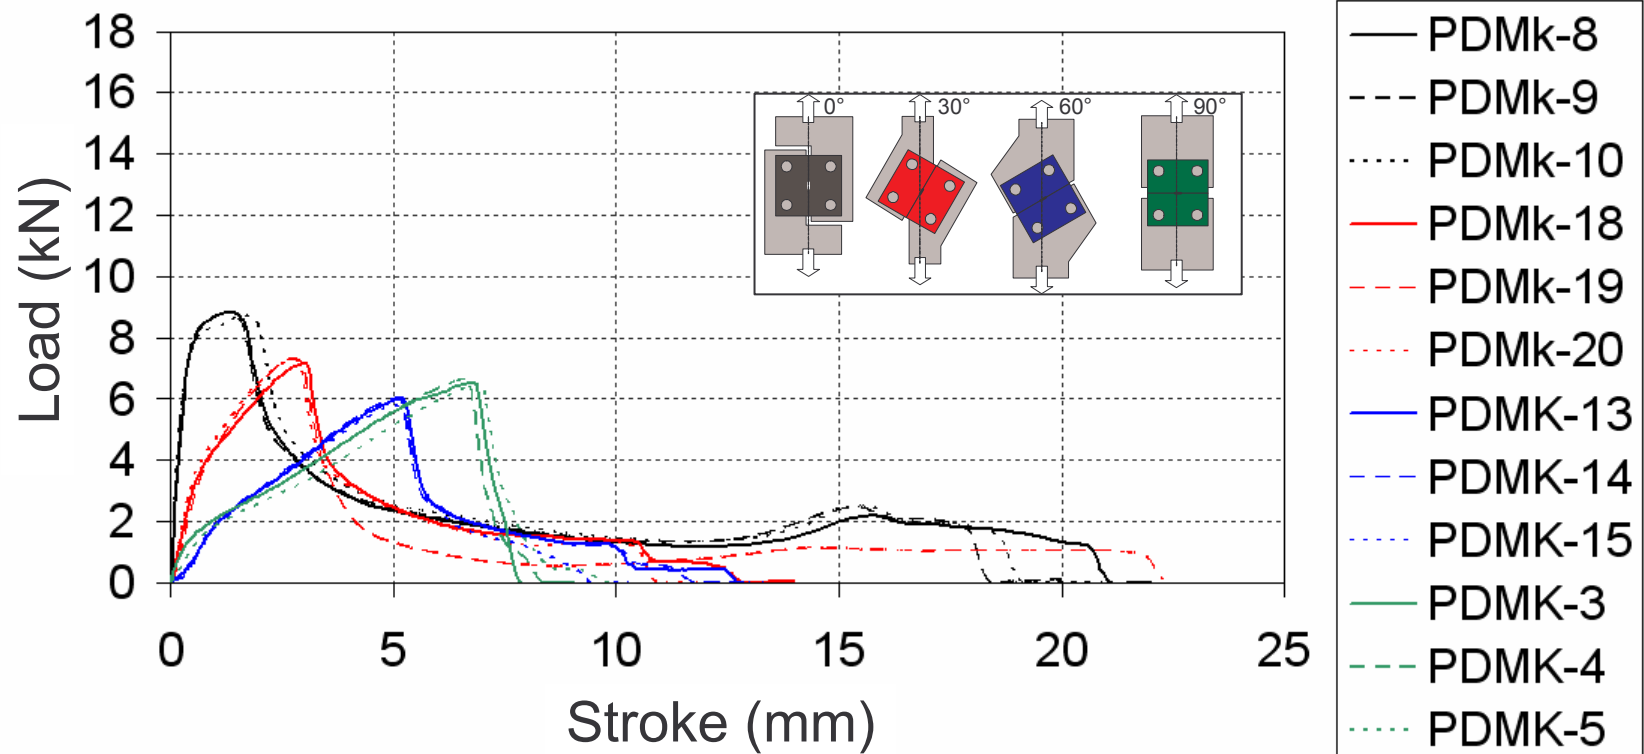 18
16
14
12
10
8
6
4
2
0
Load (kN)
0 5 10 15 20 25
Stroke (mm)
0° 30° 60° 90°
PDMk-8
PDMk-9
PDMk-10
PDMk-18
PDMk-19
PDMk-20
PDMK-13
PDMK-14
PDMK-15
PDMK-3
PDMK-4
PDMK-5